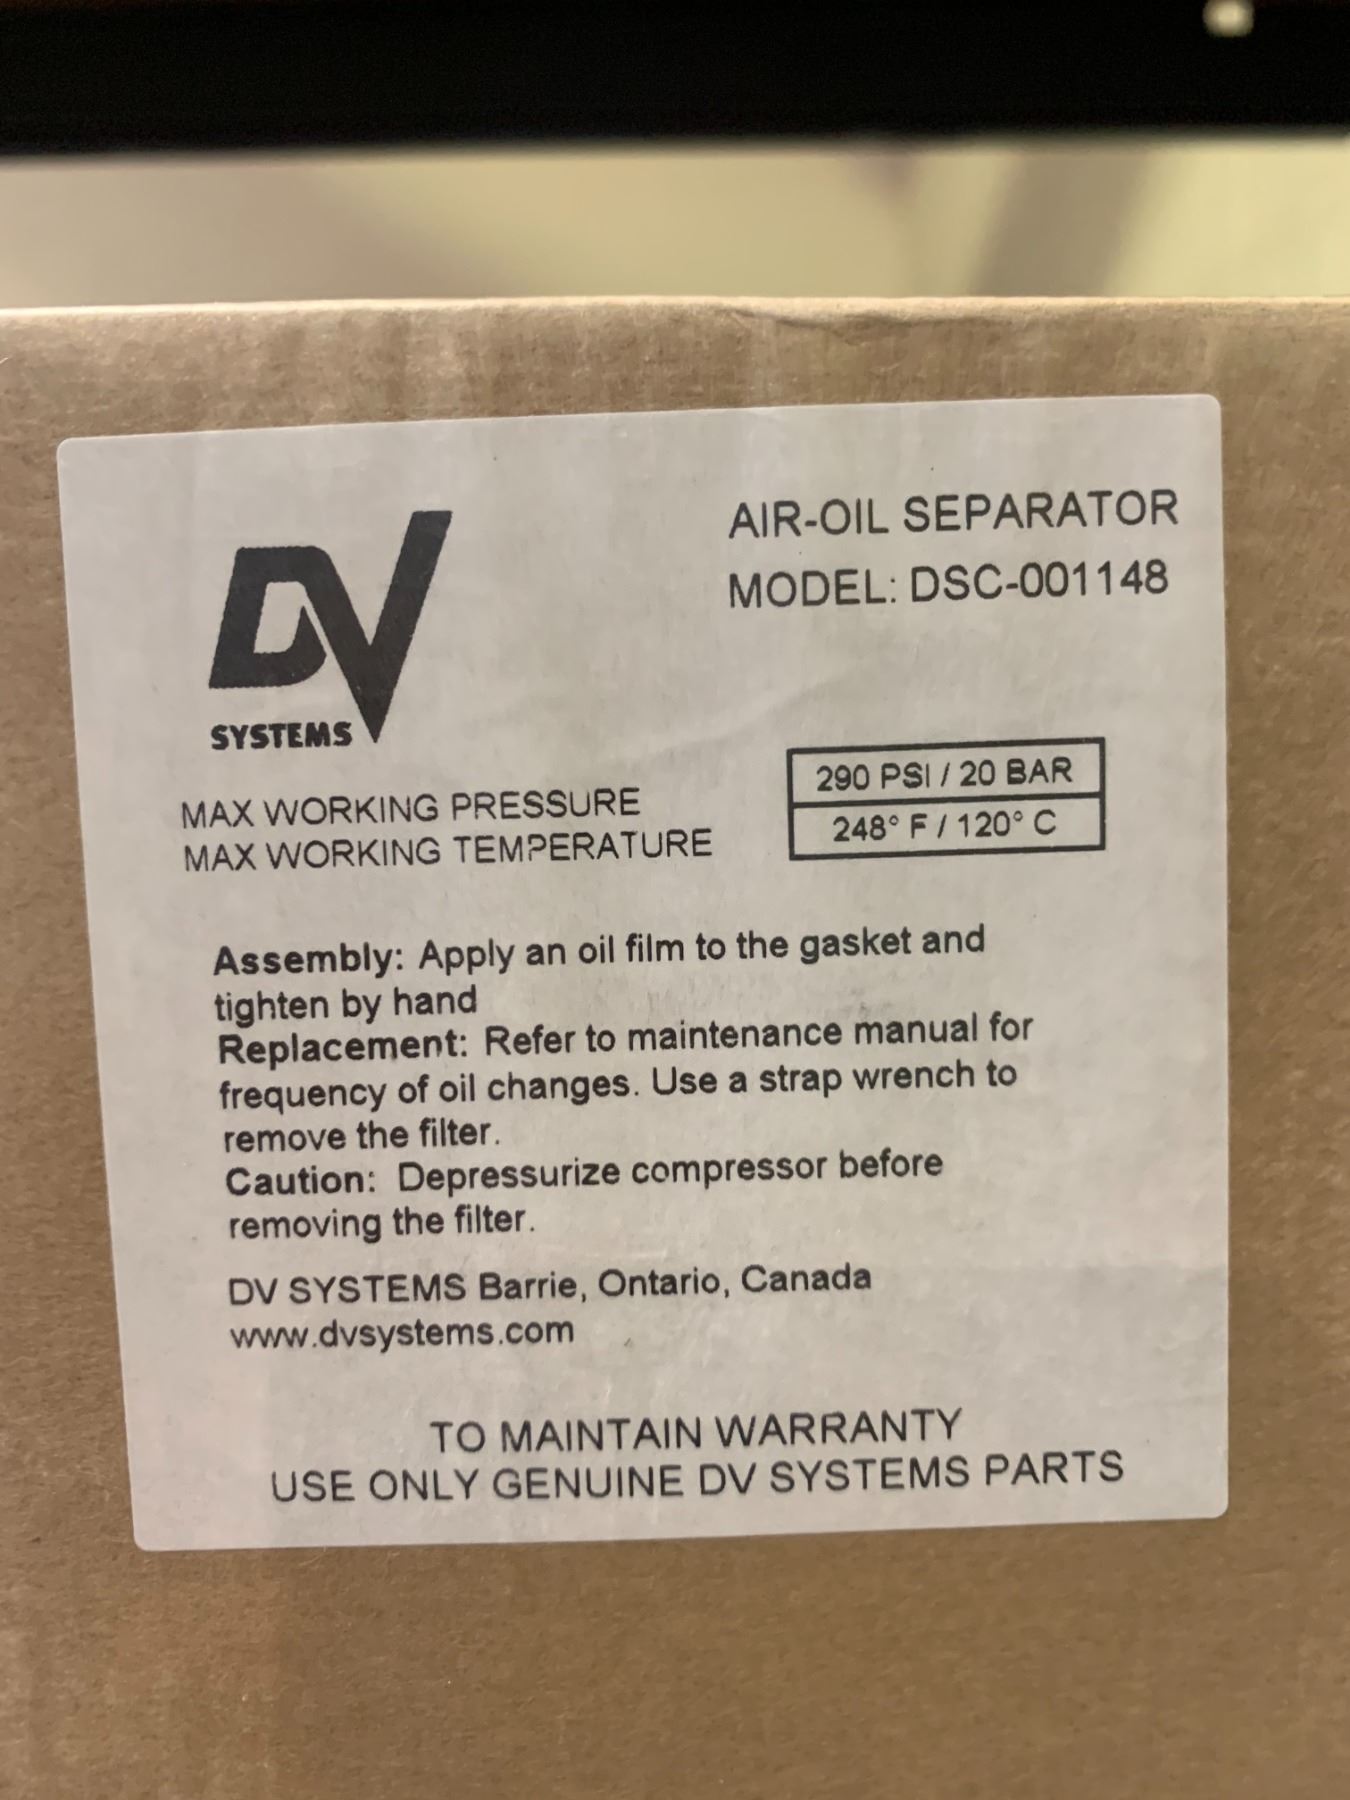 DV
SYSTEMS
AIR-OIL SEPARATOR
MODEL: DSC-001148
MAX WORKING PRESSURE 290 PSI / 20 BAR
MAX WORKING TEMPERATURE 248° F / 120° C
Assembly: Apply an oil film to the gasket and
tighten by hand
Replacement: Refer to maintenance manual for
frequency of oil changes. Use a strap wrench to
remove the filter.
Caution: Depressurize compressor before
removing the filter.
DV SYSTEMS Barrie, Ontario, Canada
www.dvsystems.com
TO MAINTAIN WARRANTY
USE ONLY GENUINE DV SYSTEMS PARTS